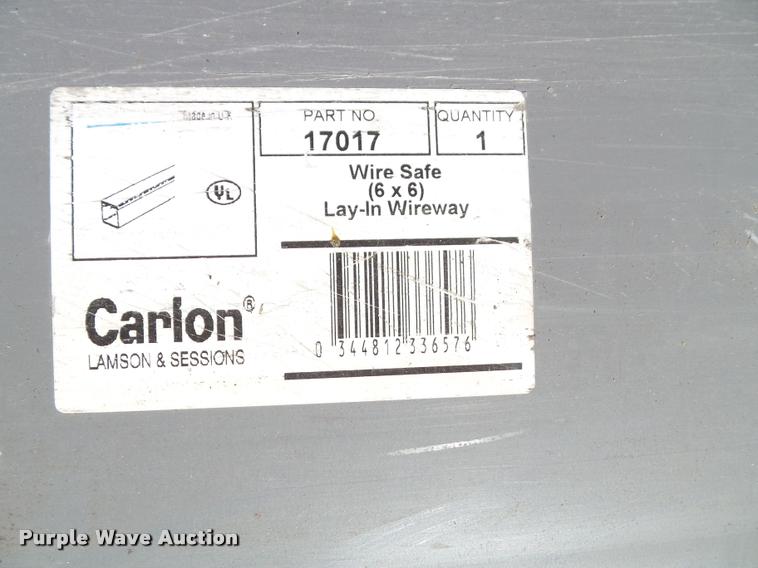 Made in U.K
PART NO.
17017
QUANTITY
1
Wire Safe
(6 x 6)
Lay-In Wireway
UL
Carlon®
LAMSON & SESSIONS
0 344812 336576
Purple Wave Auction